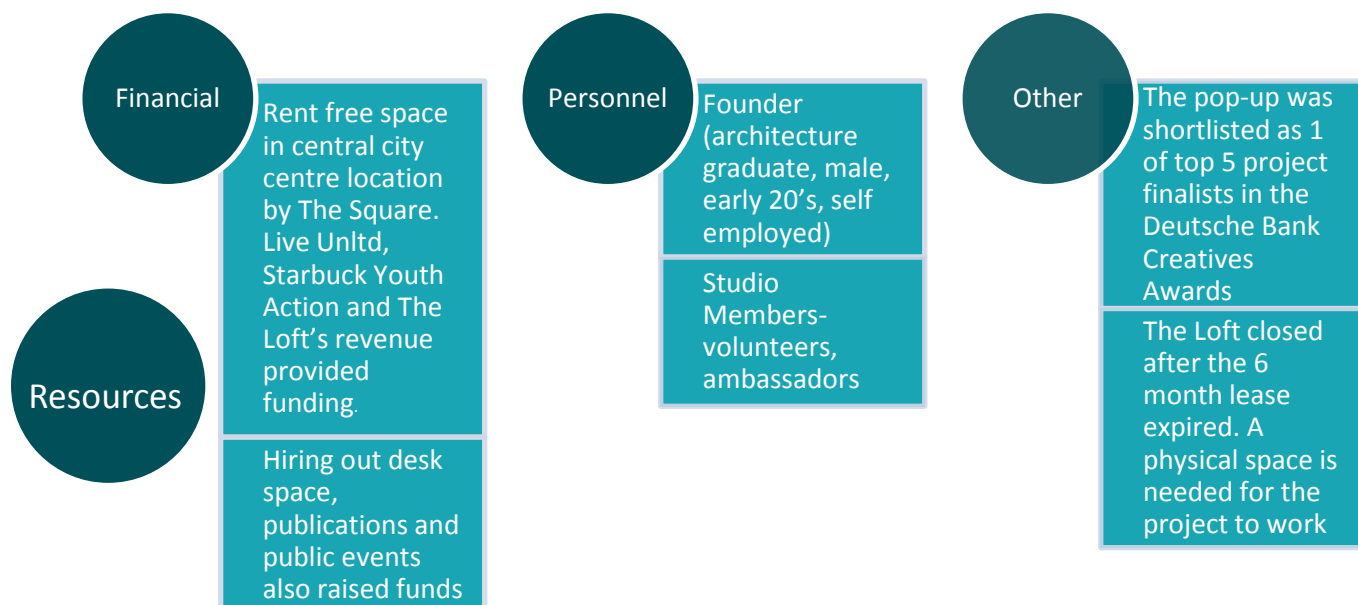 Resources
Financial
Rent free space
in central city
centre location
by The Square.
Live Unltd,
Starbuck Youth
Action and The
Loft’s revenue
provided
funding.
Hiring out desk
space,
publications and
public events
also raised funds
Personnel
Founder
(architecture
graduate, male,
early 20’s, self
employed)
Studio
Members-
volunteers,
ambassadors
Other
The pop-up was
shortlisted as 1
of top 5 project
finalists in the
Deutsche Bank
Creatives
Awards
The Loft closed
after the 6
month lease
expired. A
physical space is
needed for the
project to work